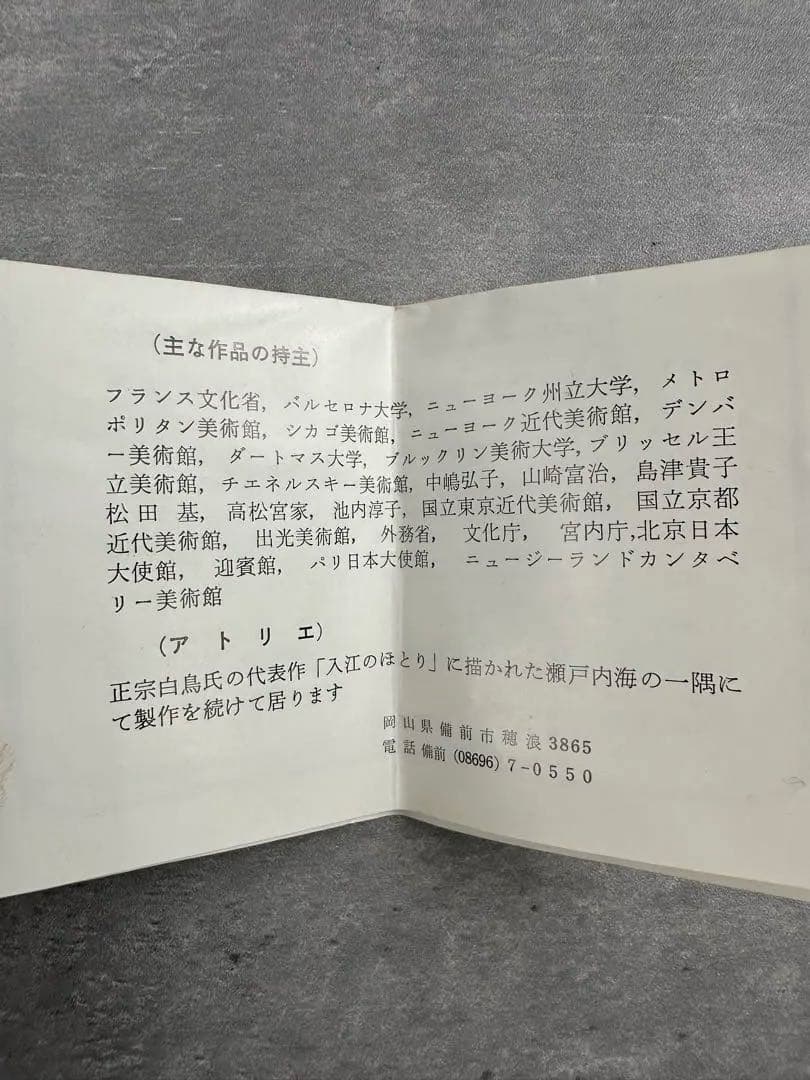 (主な作品の持主)
フランス文化省, バルセロナ大学, ニューヨーク州立大学, メトロ
ポリタン美術館, シカゴ美術館, ニューヨーク近代美術館, デンバ
ー美術館, ダートマス大学, ブルックリン美術大学, ブリッセル王
立美術館, チエネルスキー美術館, 中嶋弘子, 山崎富治, 島津貴子
松田基, 高松宮家, 池内淳子, 国立東京近代美術館, 国立京都
近代美術館, 出光美術館, 外務省, 文化庁, 宮内庁, 北京日本
大使館, 迎賓館, パリ日本大使館, ニュージーランドカンタベ
リー美術館
(アトリエ)
正宗白鳥氏の代表作「入江のほとり」に描かれた瀬戸内海の一隅に
て製作を続けて居ります
岡山県備前市穂浪3865
電話備前(08696)7-0550